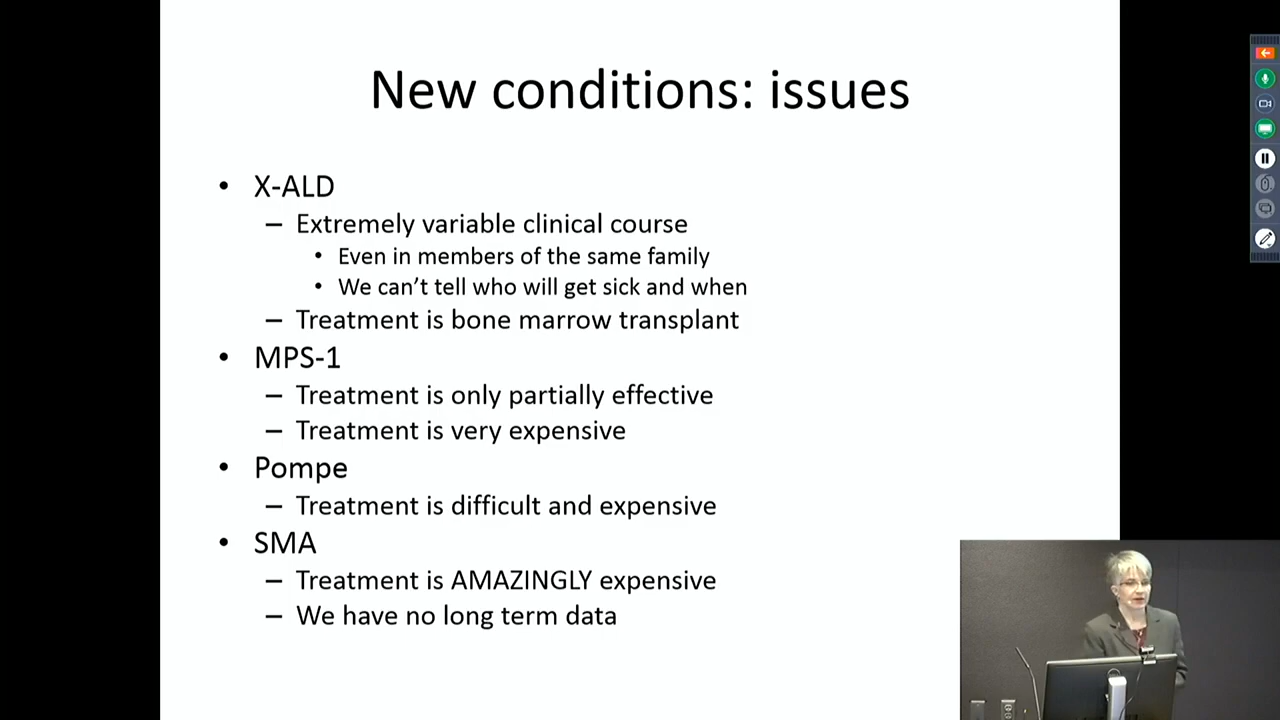 New conditions: issues
• X-ALD
– Extremely variable clinical course
• Even in members of the same family
• We can’t tell who will get sick and when
– Treatment is bone marrow transplant
• MPS-1
– Treatment is only partially effective
– Treatment is very expensive
• Pompe
– Treatment is difficult and expensive
• SMA
– Treatment is AMAZINGLY expensive
– We have no long term data